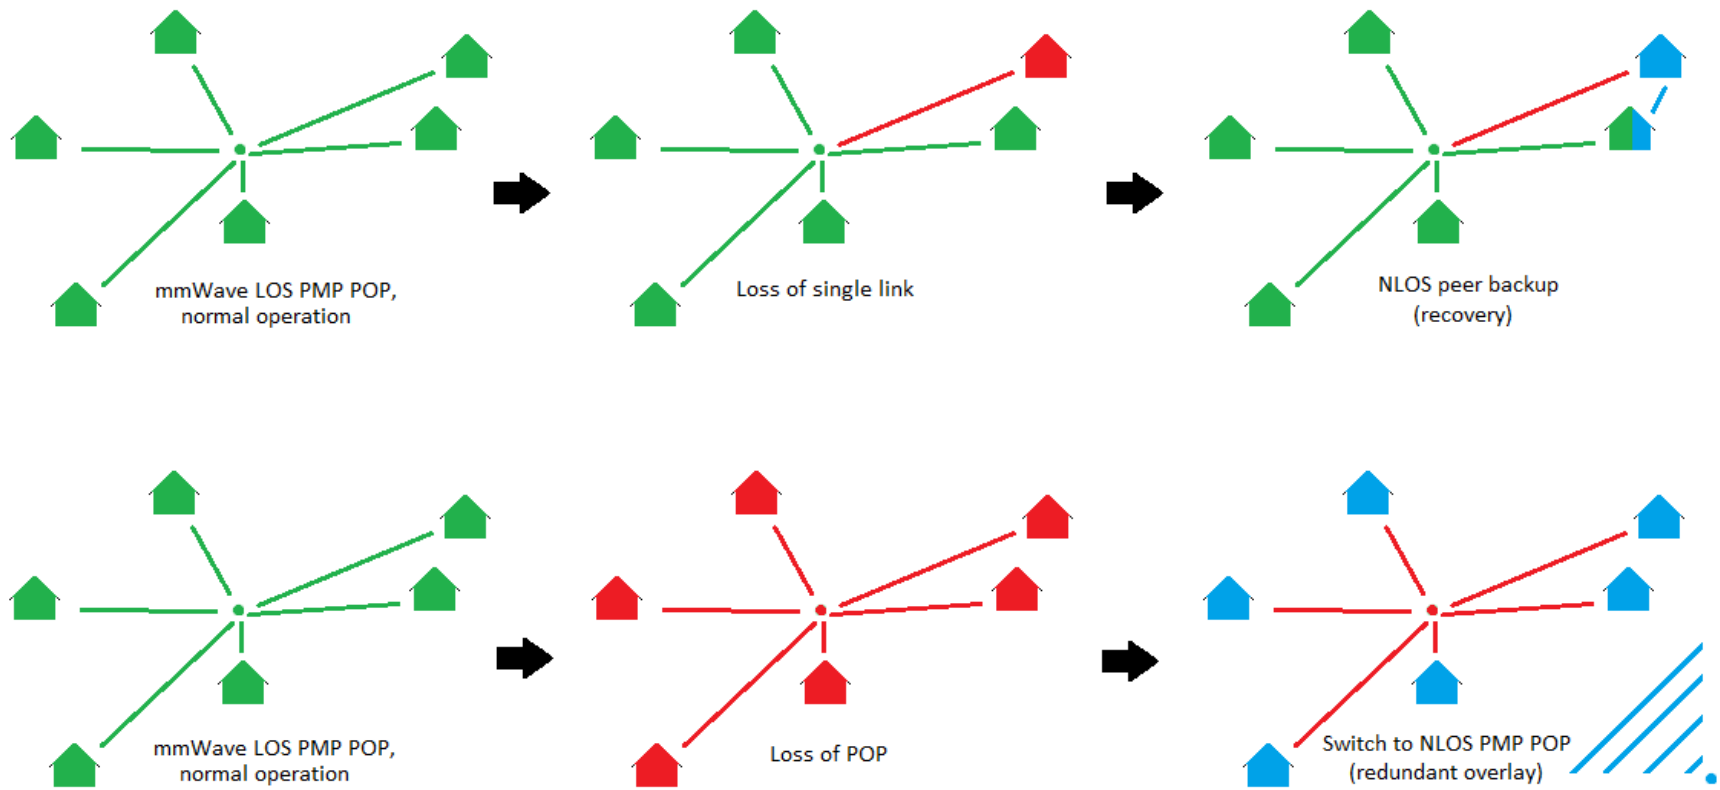 mmWave LOS PMP POP,
normal operation
Loss of single link
NLOS peer backup
(recovery)
mmWave LOS PMP POP,
normal operation
Loss of POP
Switch to NLOS PMP POP
(redundant overlay)